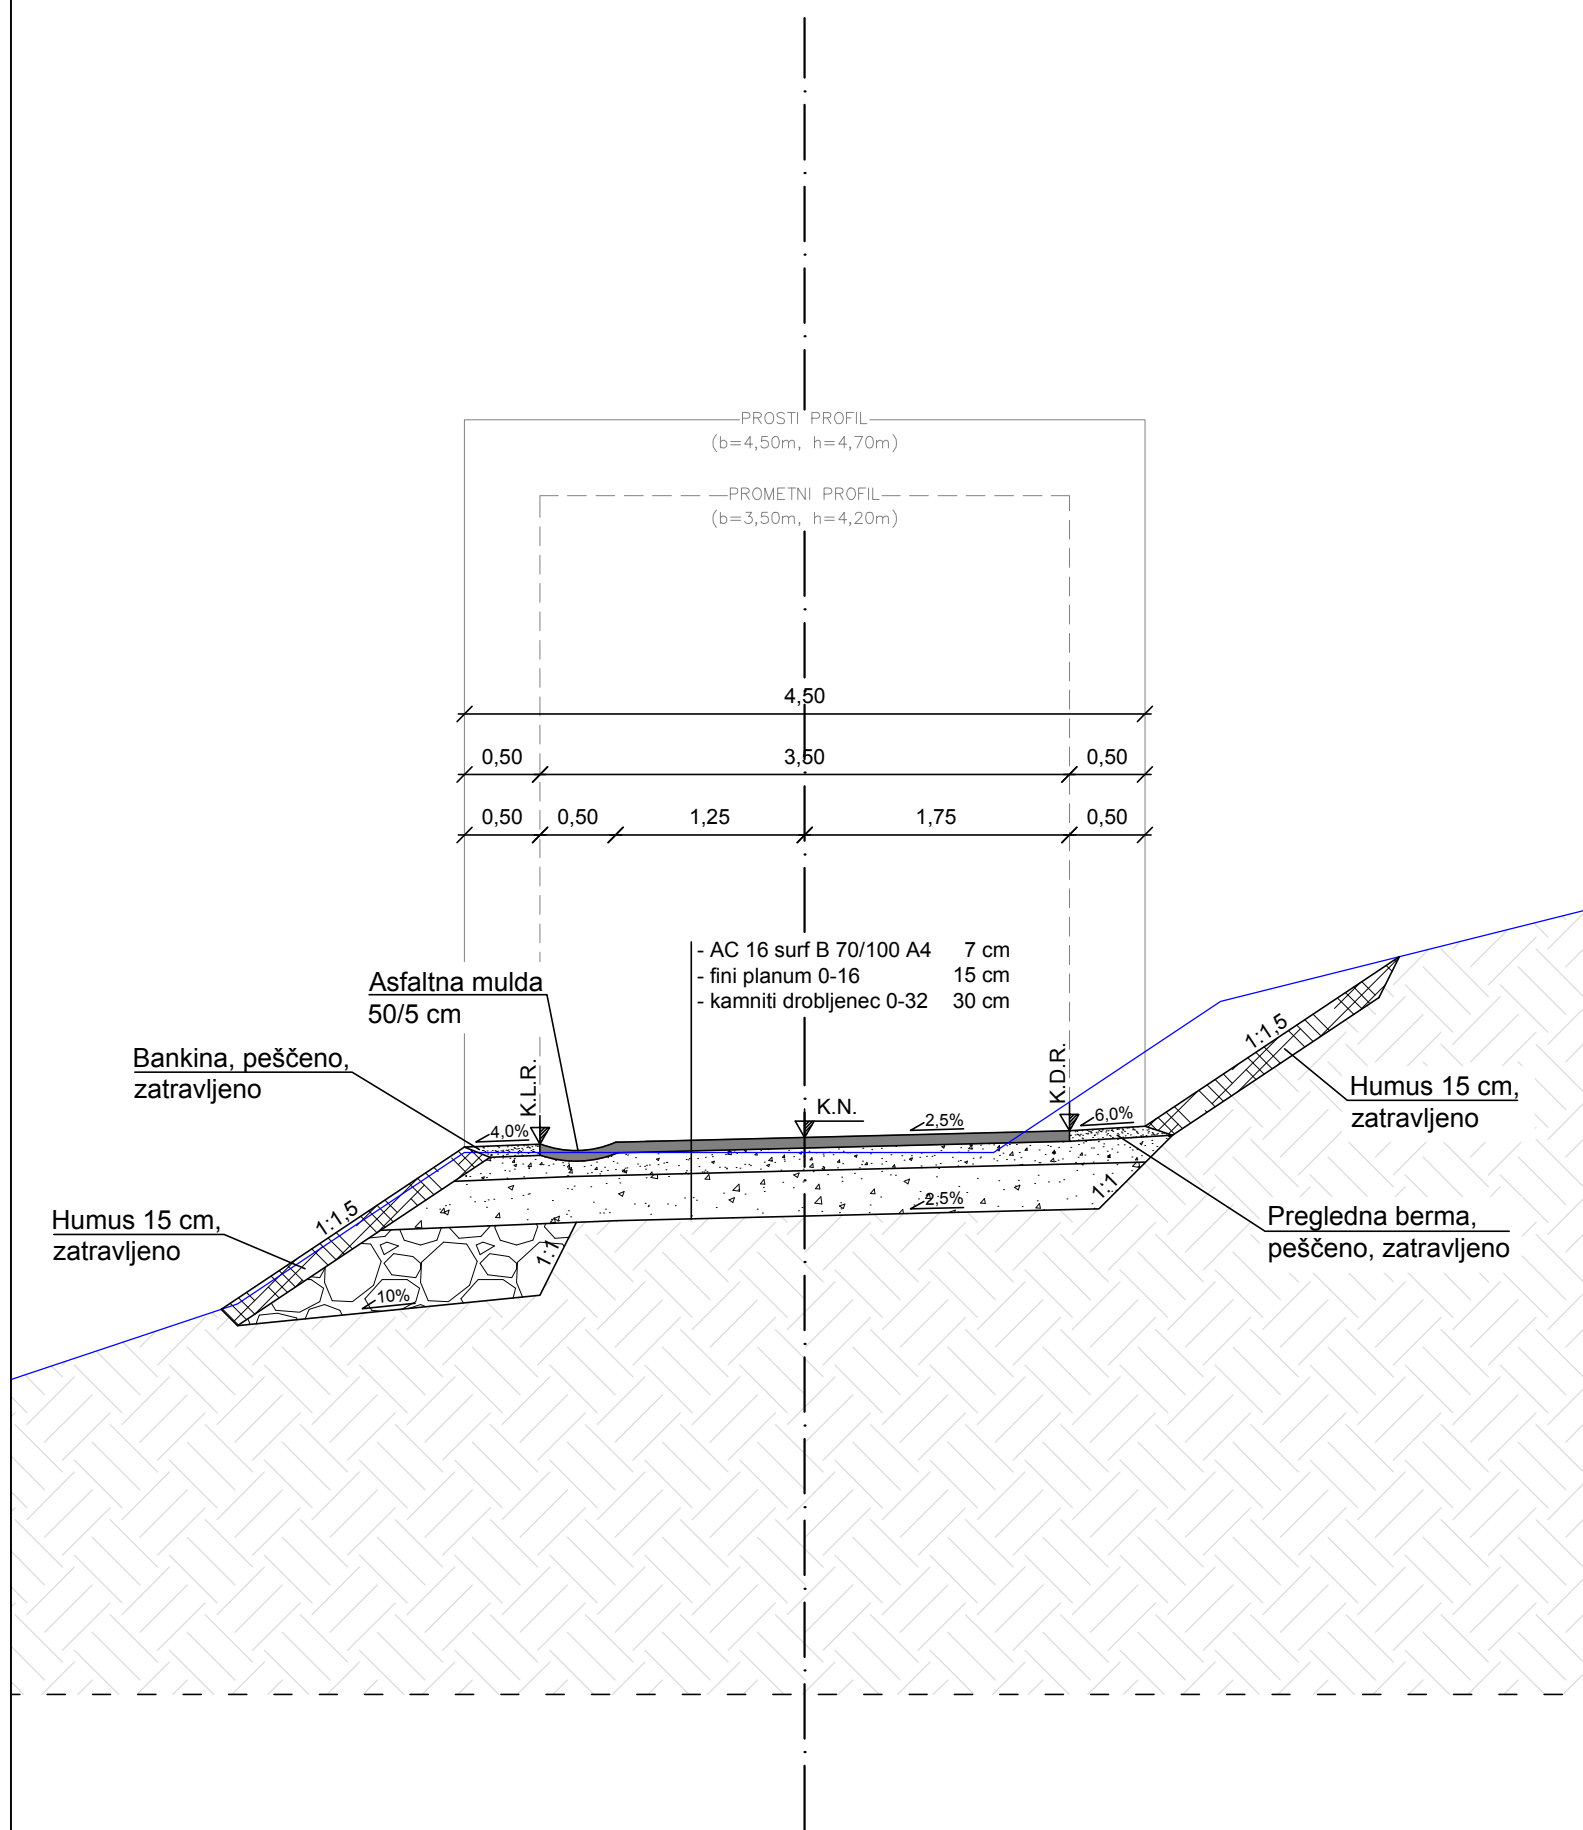 PROSTI PROFIL
(b=4,50m, h=4,70m)
PROMETNI PROFIL
(b=3,50m, h=4,20m)
4,50
0,50 3,50 0,50
0,50 0,50 1,25 1,75 0,50
- AC 16 surf B 70/100 A4 7 cm
- fini planum 0-16 15 cm
- kamniti drobljenec 0-32 30 cm
Asfaltna mulda
50/5 cm
Bankina, peščeno,
zatravljeno
K.L.R.
K.N.
K.D.R.
4,0%
2,5%
6,0%
1:1,5
Humus 15 cm,
zatravljeno
1:1,5
Humus 15 cm,
zatravljeno
2,5%
1:1
Pregledna berma,
peščeno, zatravljeno
1:1
10%